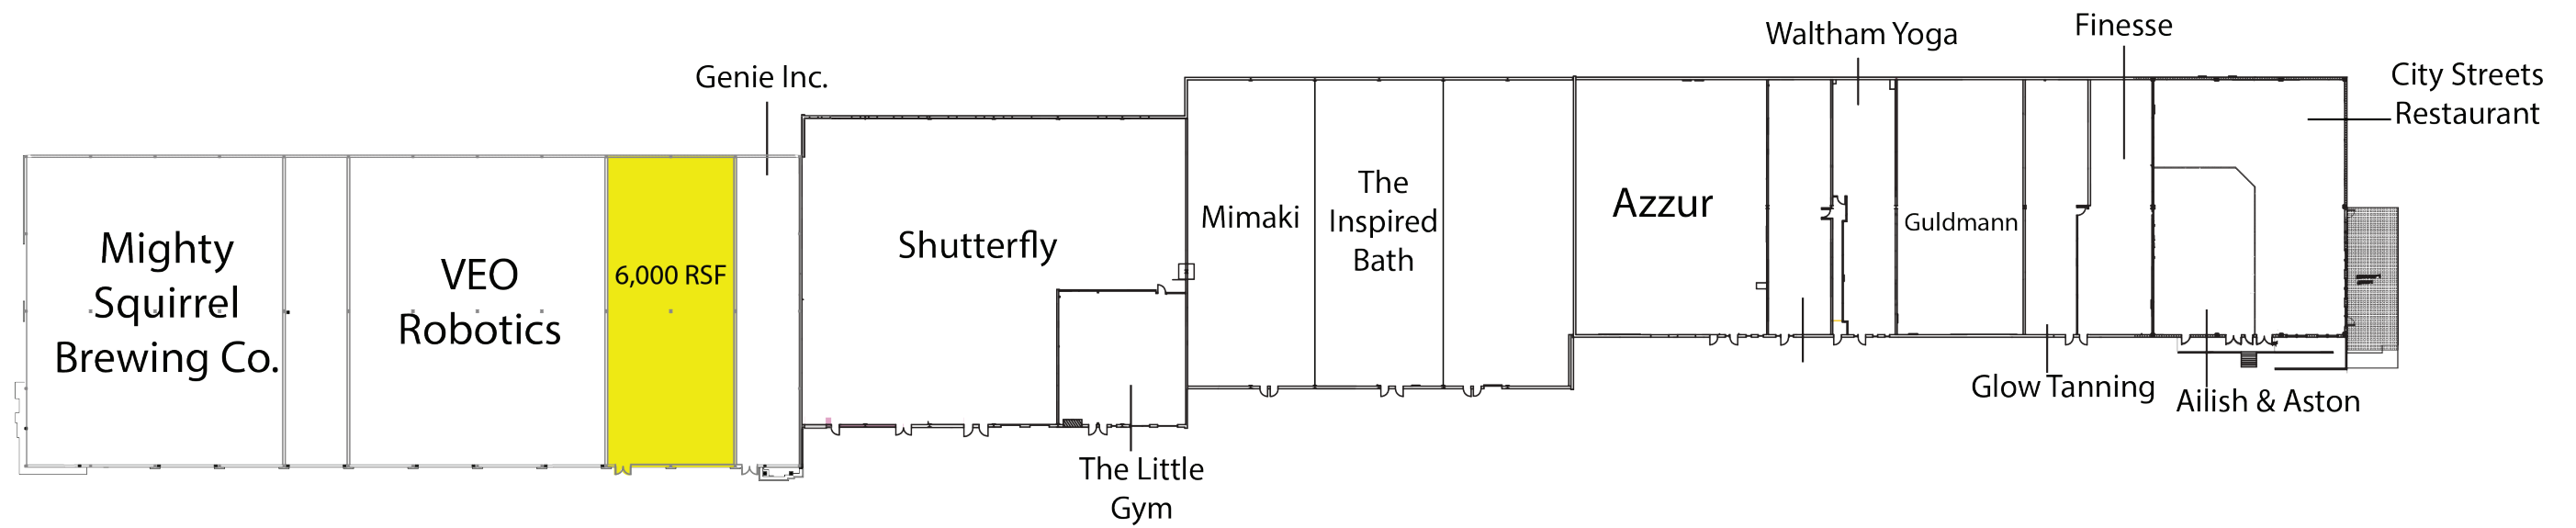 Mighty
Squirrel
Brewing Co.
VEO
Robotics
6,000 RSF
Genie Inc.
Shutterfly
The Little
Gym
Mimaki
The
Inspired
Bath
Azzur
Waltham Yoga
Guldmann
Glow Tanning
Finesse
Ailish & Aston
City Streets
Restaurant